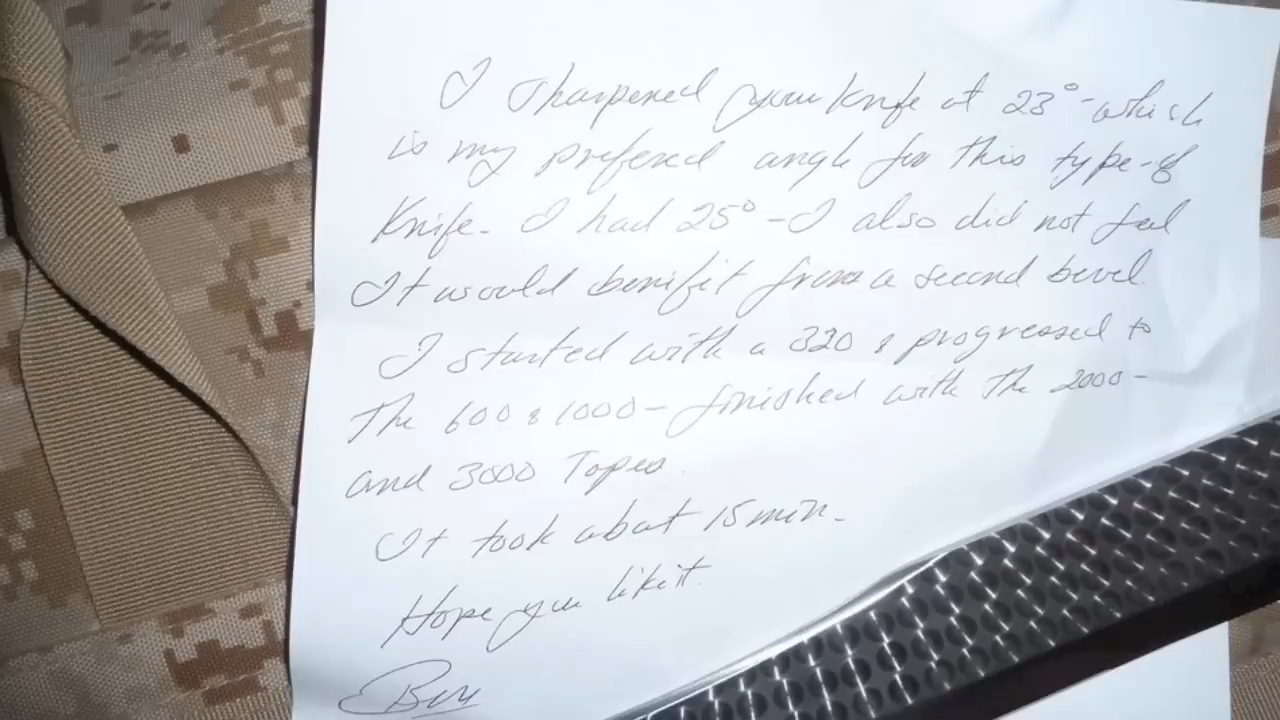 I sharpened your knife at 23° - which
is my prefered angle for this type - of
Knife. I had 25° - I also did not feel
It would benifit from a second bevel.
I started with a 320 & progressed to
The 600 & 1000 - finished with the 2000 -
and 3000 Tapes.
It took about 15 min.
Hope you like it.